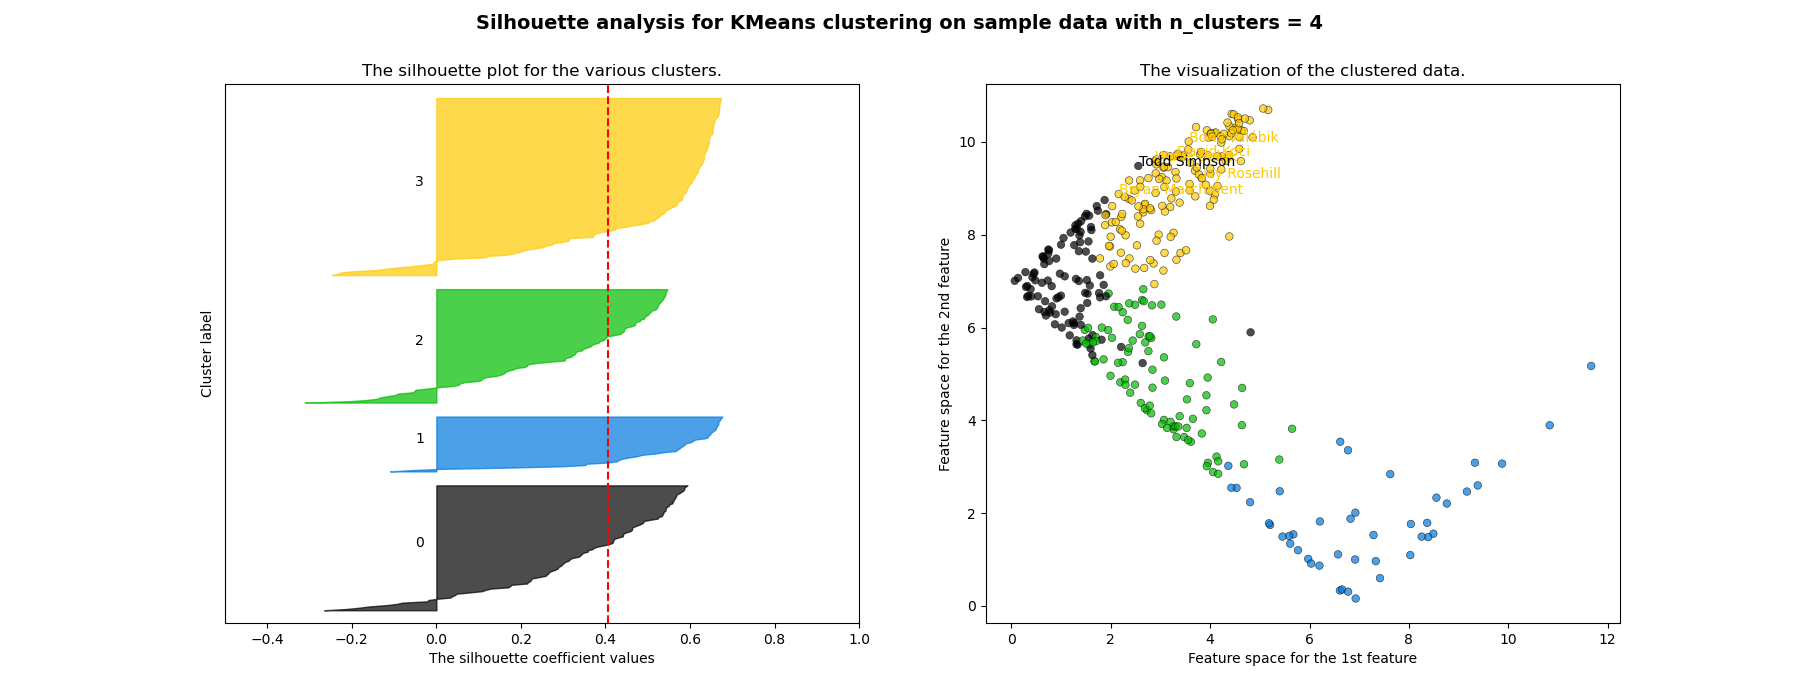 Silhouette analysis for KMeans clustering on sample data with n_clusters = 4
The silhouette plot for the various clusters.
3
2
1
0
Cluster label
−0.4 −0.2 0.0 0.2 0.4 0.6 0.8 1.0
The silhouette coefficient values
The visualization of the clustered data.
10
8
6
4
2
0
Feature space for the 2nd feature
Todd Simpson
Rosehill
0 2 4 6 8 10 12
Feature space for the 1st feature